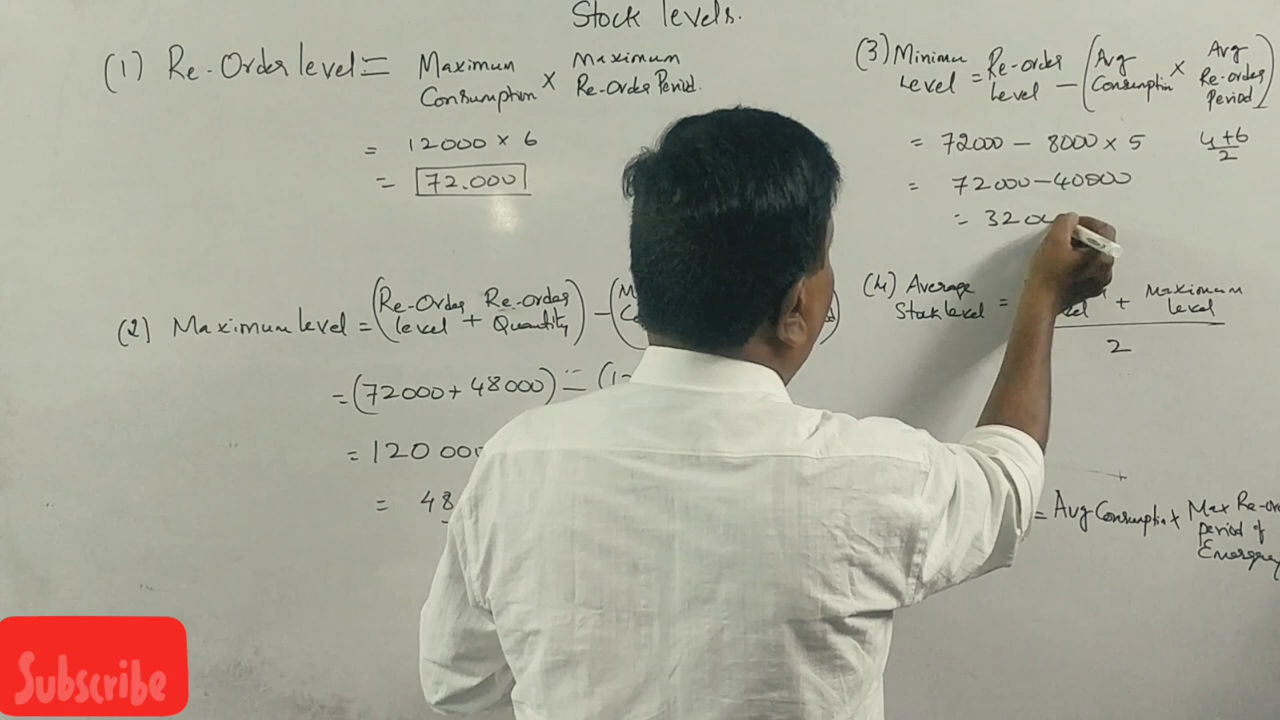 Stock levels.
(1) Re-Order level = Maximum Consumption × Maximum Re-Order Period.
= 12000 × 6
= 72.000
(2) Maximum level = (Re-Order level + Re-order Quantity) - (
= (72000 + 48000) - (
= 120 00
= 48
(3) Minimum Level = Re-order Level - (Avg Consumption × Avg Re-order Period)
= 72000 - 8000 × 5 4+6/2
= 72000-40000
= 320
(4) Average Stock level = + Maximum level
2
= Avg Consumption × Max Re-or
period of
Emergency
Subscribe